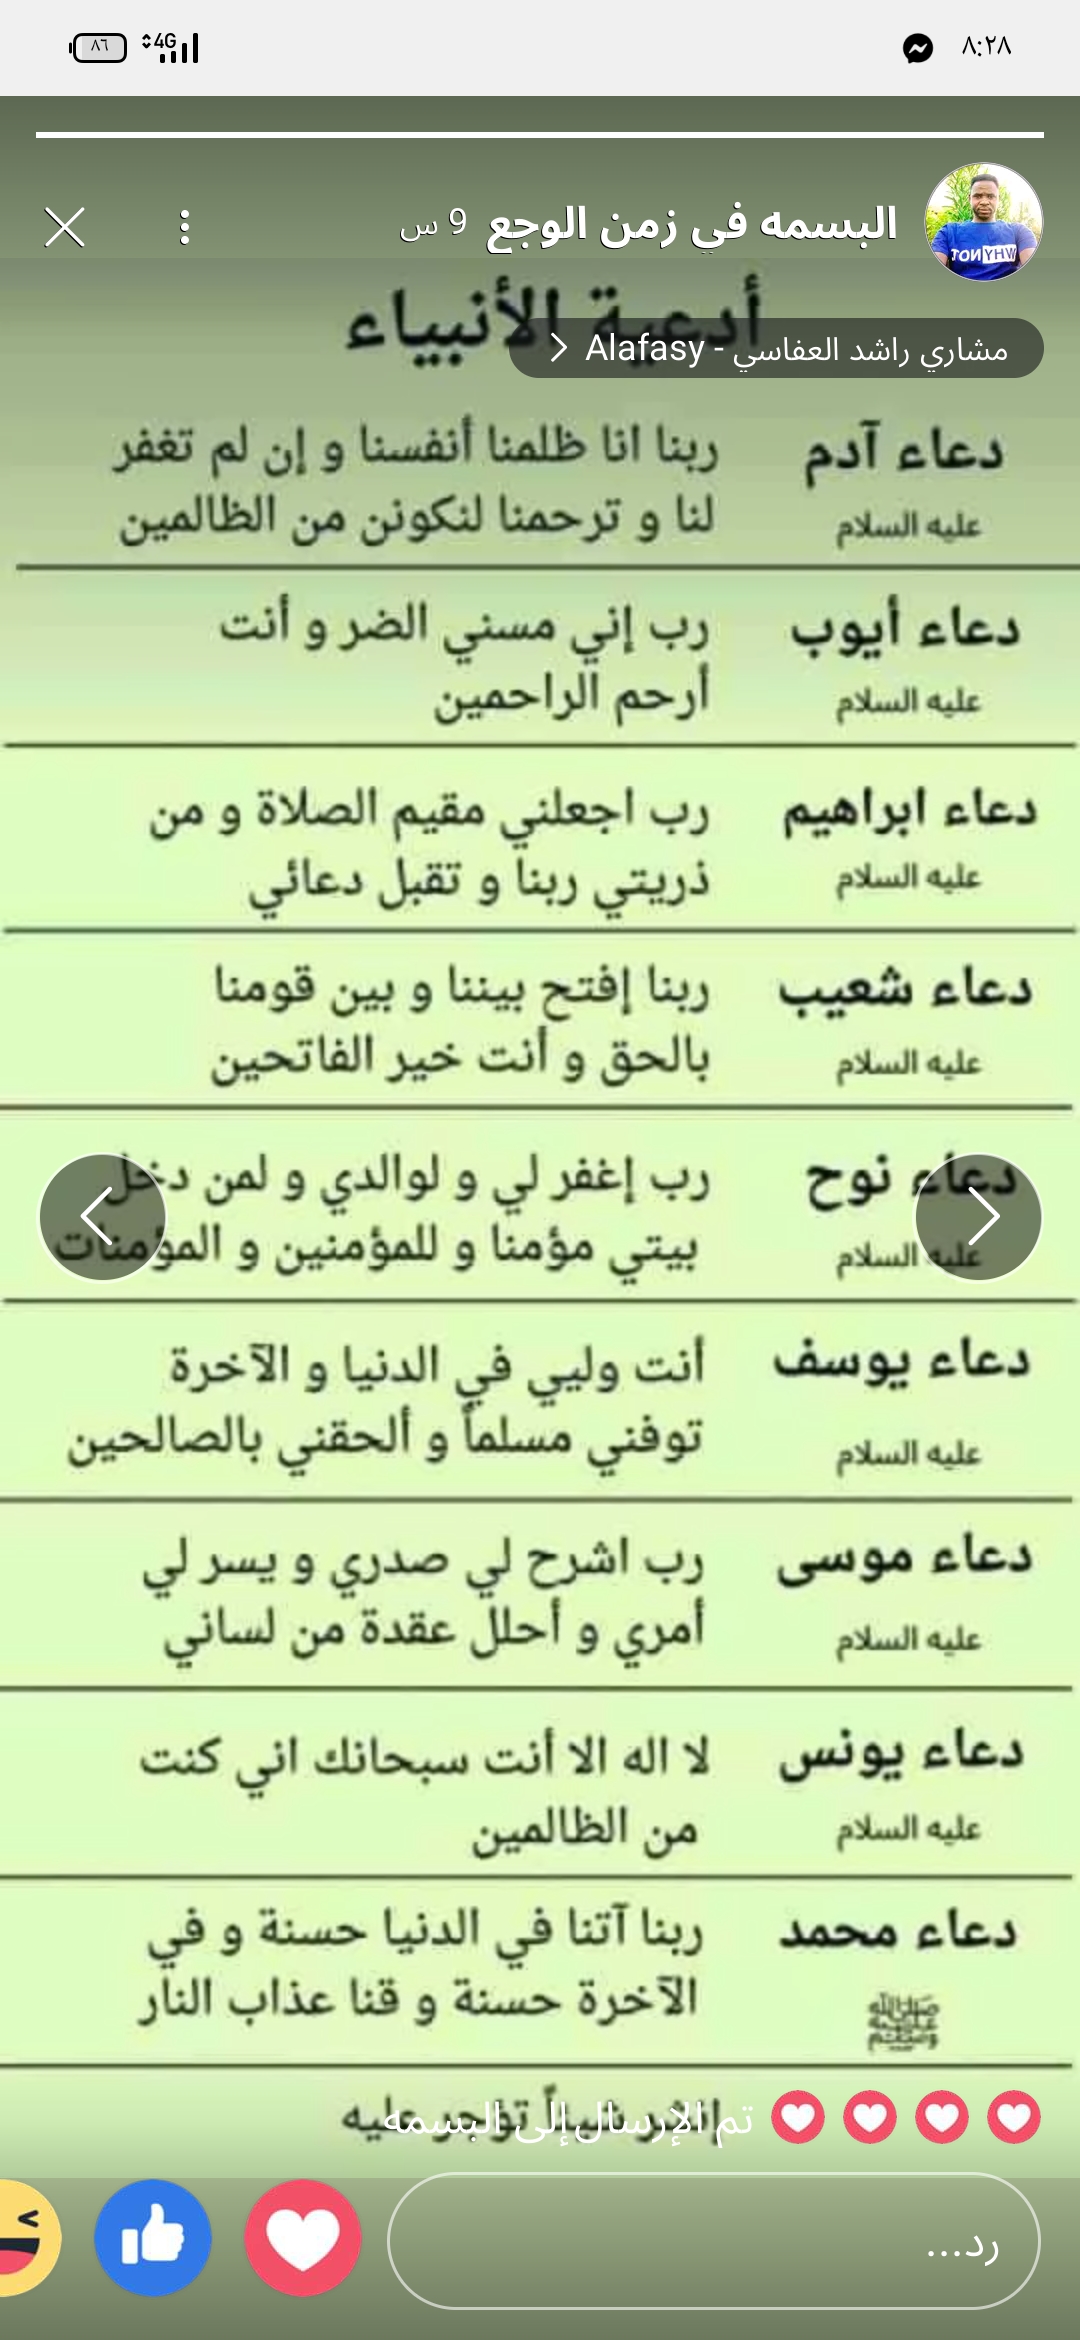 ٨:٢٨
4G
٨٦
البسمه في زمن الوجع 9 س
TONYHW
أدعية الأنبياء
مشاري راشد العفاسي - Alafasy
دعاء آدم
عليه السلام
ربنا انا ظلمنا أنفسنا و إن لم تغفر
لنا و ترحمنا لنكونن من الظالمين
دعاء أيوب
عليه السلام
رب إني مسني الضر و أنت
أرحم الراحمين
دعاء ابراهيم
عليه السلام
رب اجعلني مقيم الصلاة و من
ذريتي ربنا و تقبل دعائي
دعاء شعيب
عليه السلام
ربنا إفتح بيننا و بين قومنا
بالحق و أنت خير الفاتحين
دعاء نوح
عليه السلام
رب إغفر لي و لوالدي و لمن دخل
بيتي مؤمنا و للمؤمنين و المؤمنات
دعاء يوسف
عليه السلام
أنت وليي في الدنيا و الآخرة
توفني مسلماً و ألحقني بالصالحين
دعاء موسى
عليه السلام
رب اشرح لي صدري و يسر لي
أمري و أحلل عقدة من لساني
دعاء يونس
عليه السلام
لا اله الا أنت سبحانك اني كنت
من الظالمين
دعاء محمد
ﷺ
ربنا آتنا في الدنيا حسنة و في
الآخرة حسنة و قنا عذاب النار
تؤجر عليه
تم الإرسال إلى البسمه
رد...